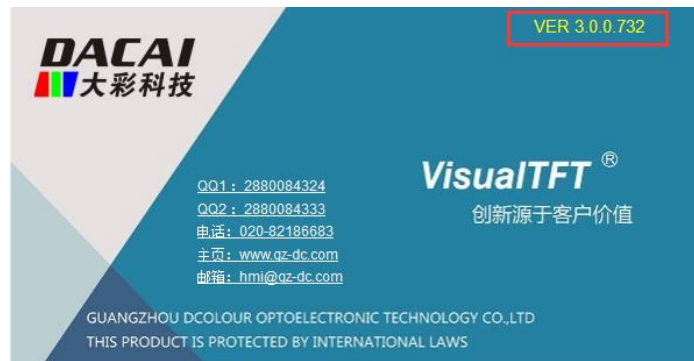 VER 3.0.0.732
DACAI
大彩科技
VisualTFT ®
创新源于客户价值
QQ1：2880084324
QQ2：2880084333
电话：020-82186683
主页：www.gz-dc.com
邮箱：hmi@gz-dc.com
GUANGZHOU DCOLOUR OPTOELECTRONIC TECHNOLOGY CO.,LTD
THIS PRODUCT IS PROTECTED BY INTERNATIONAL LAWS